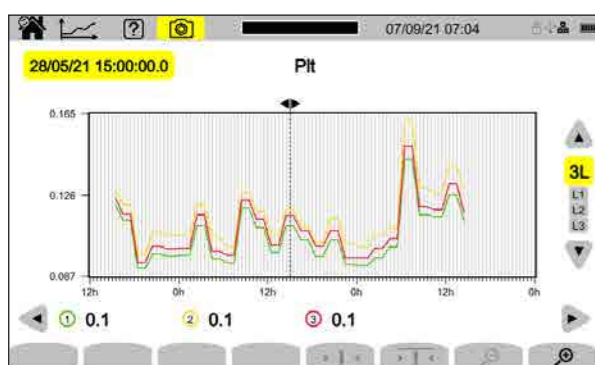 ?
07/09/21 07:04
28/05/21 15:00:00.0
Plt
0.165
0.126
0.087
12h 0h 12h 0h 12h 0h
3L
L1
L2
L3
1 0.1 2 0.1 3 0.1